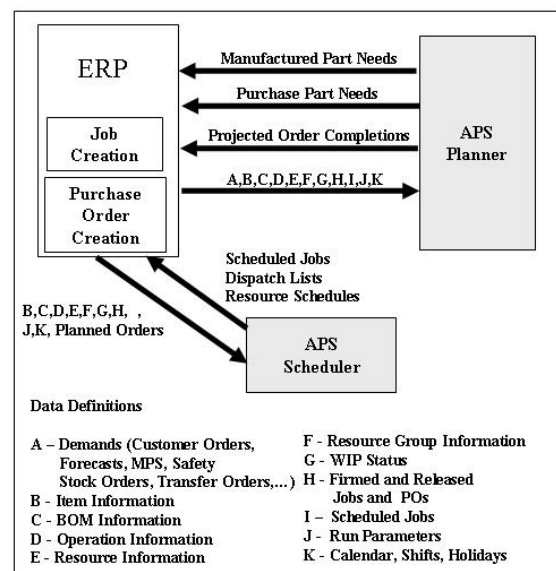 ERP
Manufactured Part Needs
Purchase Part Needs
Projected Order Completions
A,B,C,D,E,F,G,H,I,J,K
APS
Planner
Job
Creation
Purchase
Order
Creation
Scheduled Jobs
Dispatch Lists
Resource Schedules
B,C,D,E,F,G,H, ,
J,K, Planned Orders
APS
Scheduler
Data Definitions
A – Demands (Customer Orders,
Forecasts, MPS, Safety
Stock Orders, Transfer Orders,...)
B - Item Information
C - BOM Information
D - Operation Information
E - Resource Information
F - Resource Group Information
G - WIP Status
H - Firmed and Released
Jobs and POs
I – Scheduled Jobs
J - Run Parameters
K - Calendar, Shifts, Holidays